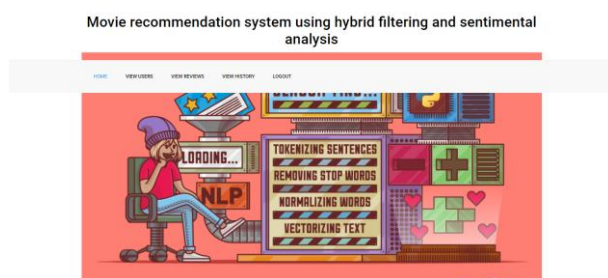 Movie recommendation system using hybrid filtering and sentimental
analysis
HOME VIEW USERS VIEW REVIEWS VIEW HISTORY LOGOUT
LOADING...
TOKENIZING SENTENCES
REMOVING STOP WORDS
NLP
NORMALIZING WORDS
VECTORIZING TEXT